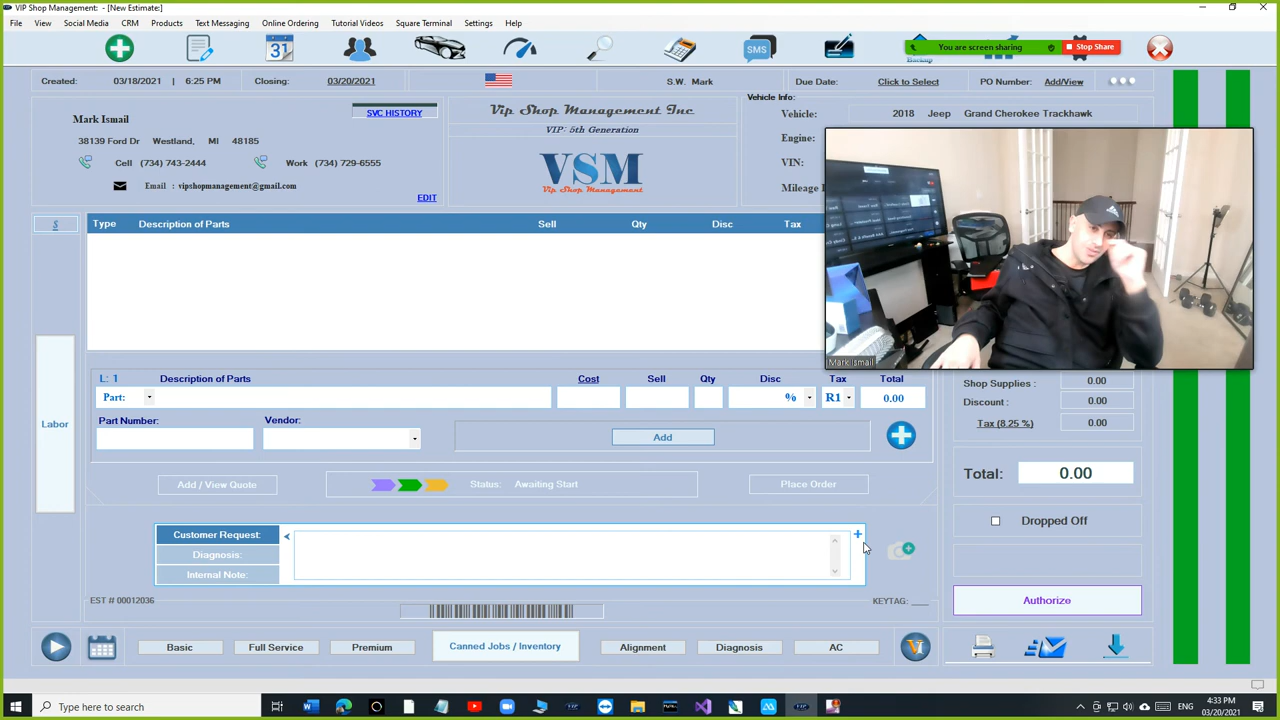 VIP Shop Management: - [New Estimate:]
File View Social Media CRM Products Text Messaging Online Ordering Tutorial Videos Square Terminal Settings Help
31 SMS Backup
You are screen sharing Stop Share
Created: 03/18/2021 | 6:25 PM Closing: 03/20/2021 S.W. Mark Due Date: Click to Select PO Number: Add/View
Mark Ismail
SVC HISTORY
38139 Ford Dr Westland, MI 48185
Cell (734) 743-2444 Work (734) 729-6555
Email : vipshopmanagement@gmail.com
EDIT
Vip Shop Management Inc
VIP: 5th Generation
VSM
Vip Shop Management
Vehicle Info:
Vehicle: 2018 Jeep Grand Cherokee Trackhawk
Engine:
VIN:
Mileage
Mark Ismail
S
Type Description of Parts Sell Qty Disc Tax
Labor
L: 1 Description of Parts Cost Sell Qty Disc Tax Total
Part: % R1 0.00
Part Number: Vendor:
Add
Add / View Quote Status: Awaiting Start Place Order
Shop Supplies : 0.00
Discount : 0.00
Tax (8.25 %) 0.00
Total: 0.00
Dropped Off
Authorize
Customer Request:
Diagnosis:
Internal Note:
EST # 00012036 KEYTAG: ___
Basic Full Service Premium Canned Jobs / Inventory Alignment Diagnosis AC
Type here to search
ENG 4:33 PM
03/20/2021